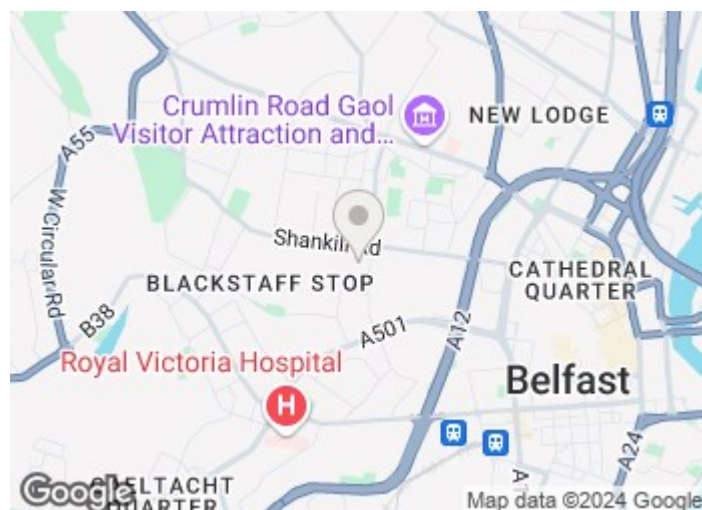 Crumlin Road Gaol
Visitor Attraction and...
NEW LODGE
A55
W Circular Rd
Shankill Rd
BLACKSTAFF STOP
CATHEDRAL
QUARTER
B38
A501
A12
Royal Victoria Hospital
H
Belfast
A24
GAELTACHT
QUARTER
Google
Map data ©2024 Google